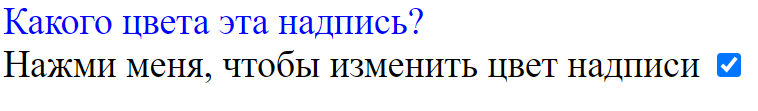 Какого цвета эта надпись?
Нажми меня, чтобы изменить цвет надписи